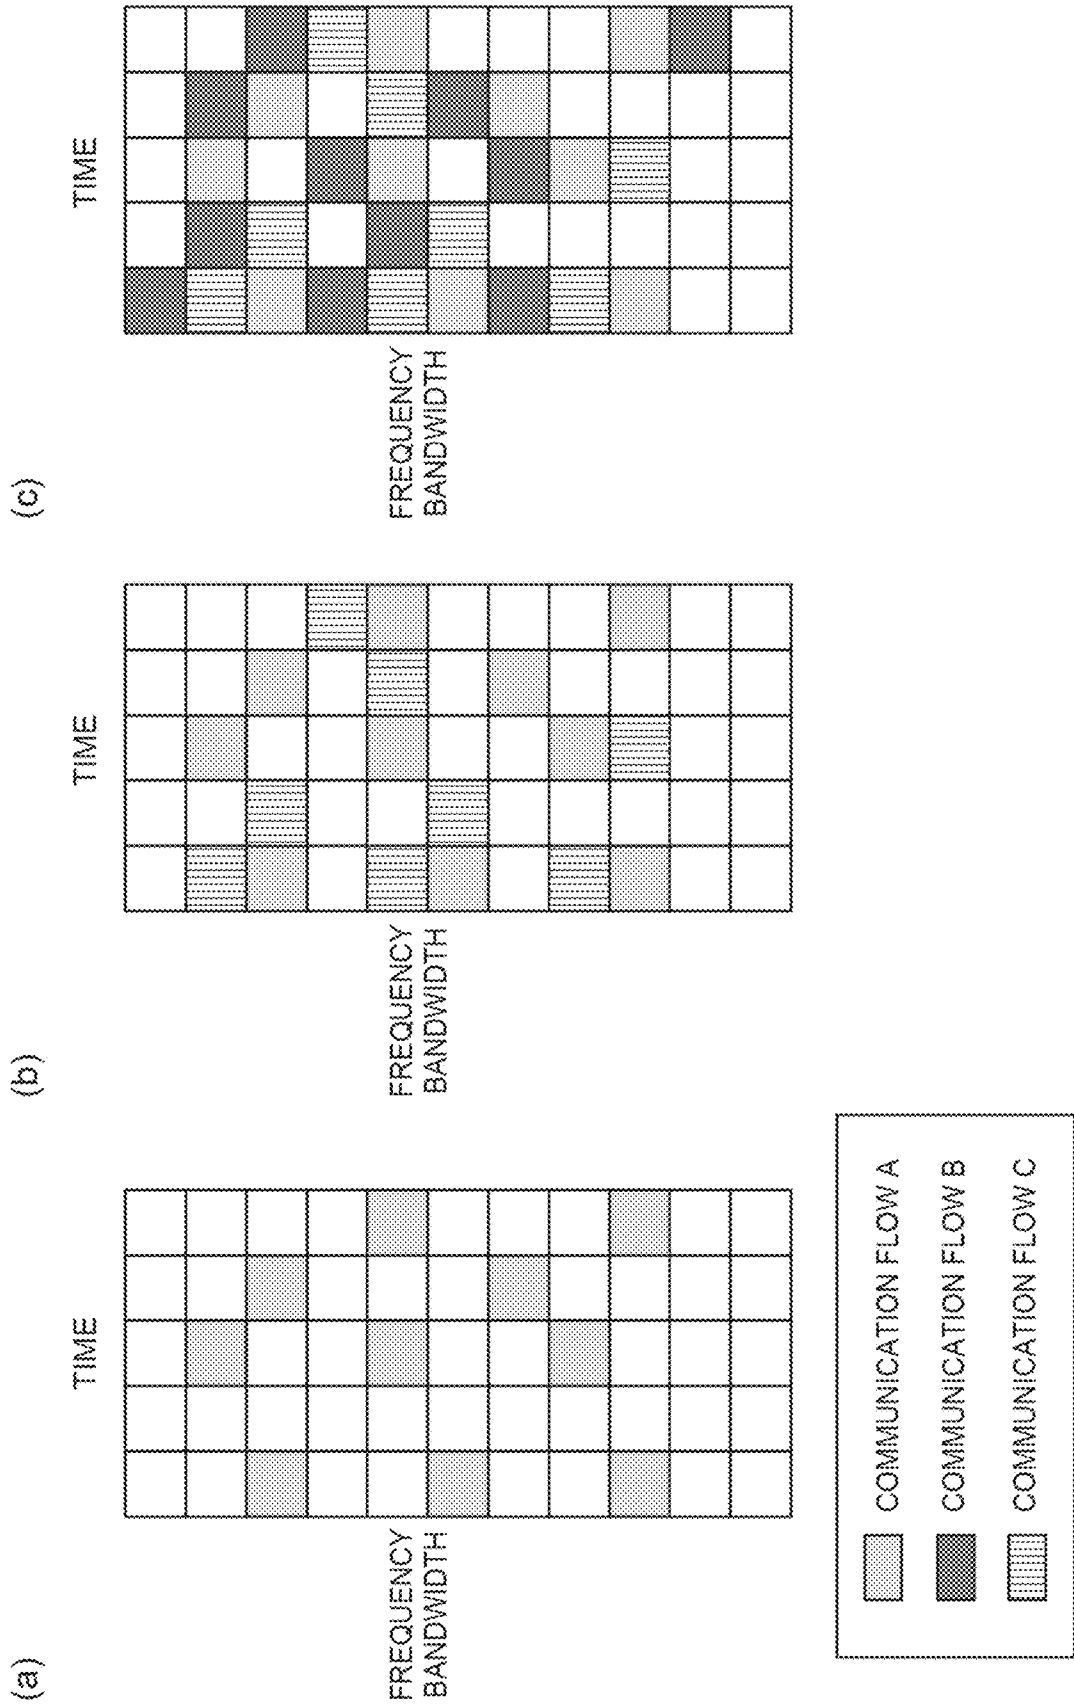 (a)
TIME
FREQUENCY
BANDWIDTH
(b)
TIME
FREQUENCY
BANDWIDTH
(c)
TIME
FREQUENCY
BANDWIDTH
COMMUNICATION FLOW A
COMMUNICATION FLOW B
COMMUNICATION FLOW C